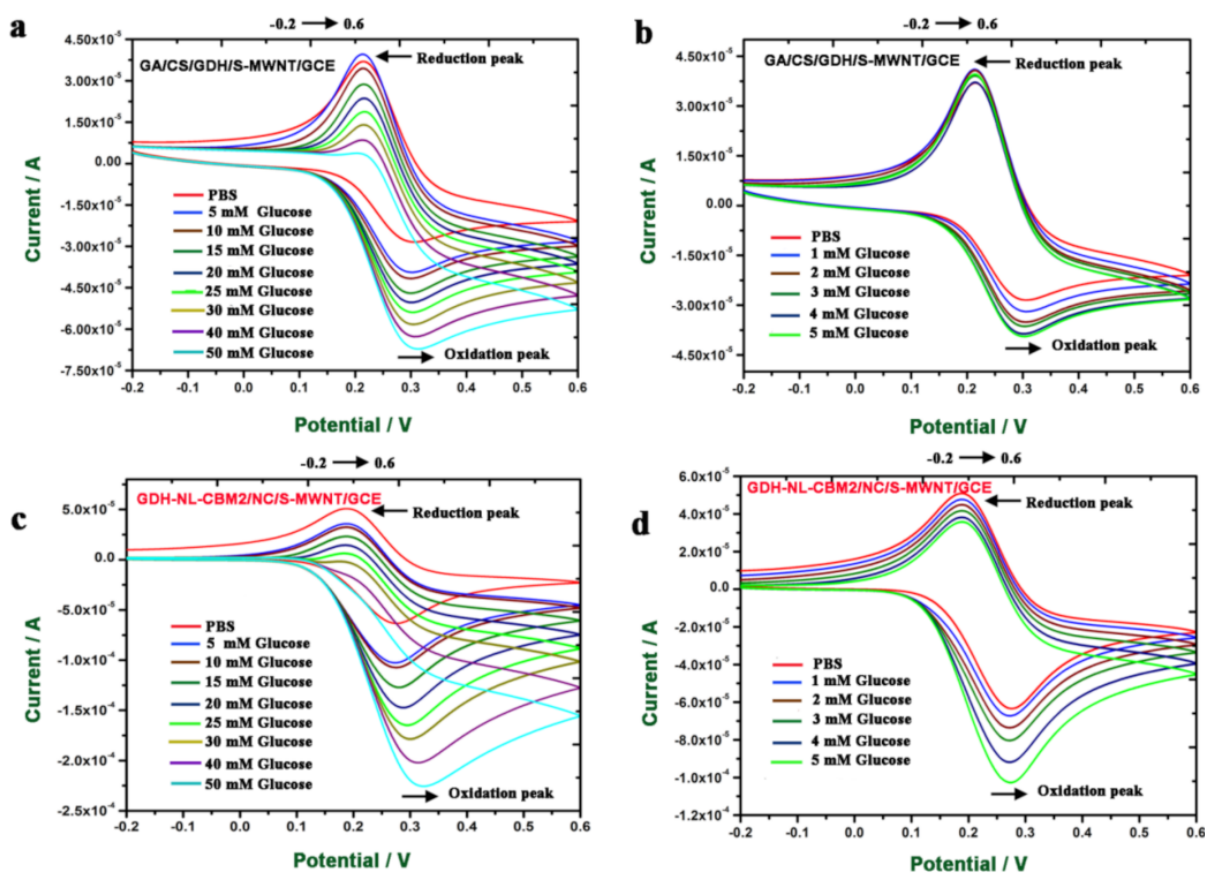 a
-0.2 → 0.6
4.50x10⁻⁵
3.00x10⁻⁵
1.50x10⁻⁵
0.00
-1.50x10⁻⁵
-3.00x10⁻⁵
-4.50x10⁻⁵
-6.00x10⁻⁵
-7.50x10⁻⁵
Current / A
GA/CS/GDH/S-MWNT/GCE
Reduction peak
PBS
5 mM Glucose
10 mM Glucose
15 mM Glucose
20 mM Glucose
25 mM Glucose
30 mM Glucose
40 mM Glucose
50 mM Glucose
Oxidation peak
-0.2 -0.1 0.0 0.1 0.2 0.3 0.4 0.5 0.6
Potential / V
b
-0.2 → 0.6
4.50x10⁻⁵
3.00x10⁻⁵
1.50x10⁻⁵
0.00
-1.50x10⁻⁵
-3.00x10⁻⁵
-4.50x10⁻⁵
Current / A
GA/CS/GDH/S-MWNT/GCE
Reduction peak
PBS
1 mM Glucose
2 mM Glucose
3 mM Glucose
4 mM Glucose
5 mM Glucose
Oxidation peak
-0.2 -0.1 0.0 0.1 0.2 0.3 0.4 0.5 0.6
Potential / V
c
-0.2 → 0.6
5.0x10⁻⁵
0.0
-5.0x10⁻⁵
-1.0x10⁻⁴
-1.5x10⁻⁴
-2.0x10⁻⁴
-2.5x10⁻⁴
Current / A
GDH-NL-CBM2/NC/S-MWNT/GCE
Reduction peak
PBS
5 mM Glucose
10 mM Glucose
15 mM Glucose
20 mM Glucose
25 mM Glucose
30 mM Glucose
40 mM Glucose
50 mM Glucose
Oxidation peak
-0.2 -0.1 0.0 0.1 0.2 0.3 0.4 0.5 0.6
Potential / V
d
-0.2 → 0.6
6.0x10⁻⁵
4.0x10⁻⁵
2.0x10⁻⁵
0.0
-2.0x10⁻⁵
-4.0x10⁻⁵
-6.0x10⁻⁵
-8.0x10⁻⁵
-1.0x10⁻⁴
-1.2x10⁻⁴
Current / A
GDH-NL-CBM2/NC/S-MWNT/GCE
Reduction peak
PBS
1 mM Glucose
2 mM Glucose
3 mM Glucose
4 mM Glucose
5 mM Glucose
Oxidation peak
-0.2 -0.1 0.0 0.1 0.2 0.3 0.4 0.5 0.6
Potential / V